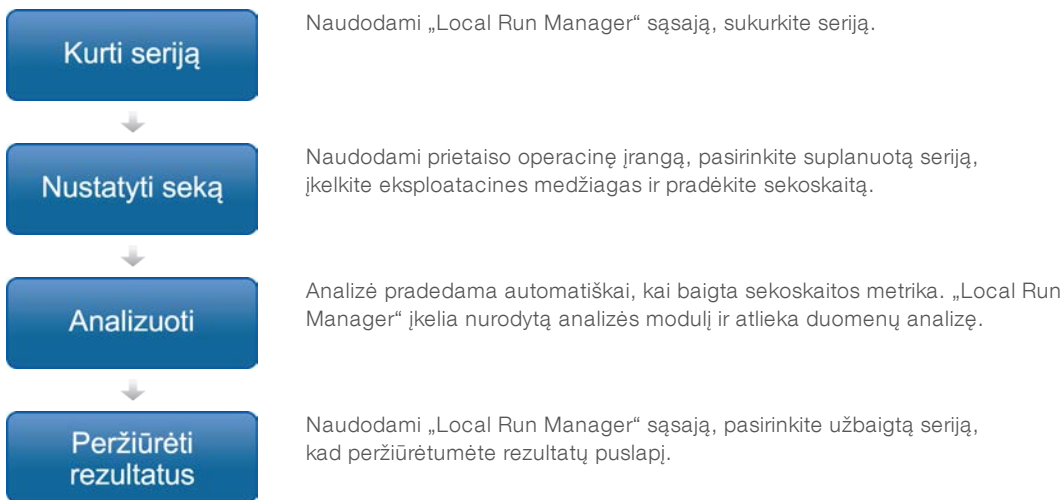 Kurti seriją
Naudodami „Local Run Manager“ sąsają, sukurkite seriją.
Nustatyti seką
Naudodami prietaiso operacinę įrangą, pasirinkite suplanuotą seriją,
įkelkite eksploatacines medžiagas ir pradėkite sekoskaitą.
Analizuoti
Analizė pradedama automatiškai, kai baigta sekoskaitos metrika. „Local Run
Manager“ įkelia nurodytą analizės modulį ir atlieka duomenų analizę.
Peržiūrėti
rezultatus
Naudodami „Local Run Manager“ sąsają, pasirinkite užbaigtą seriją,
kad peržiūrėtumėte rezultatų puslapį.